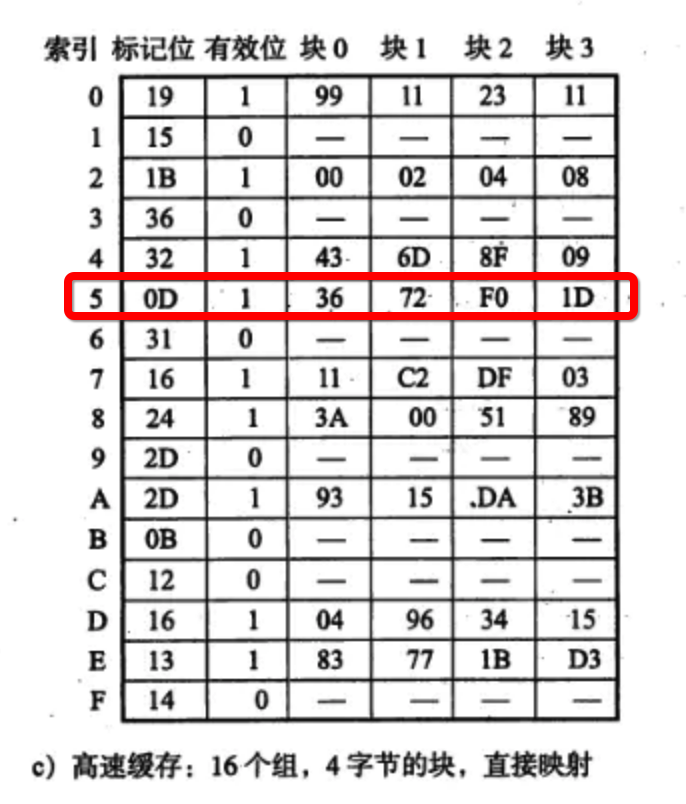 索引 标记位 有效位 块 0 块 1 块 2 块 3
0 19 1 99 11 23 11
1 15 0 — — — —
2 1B 1 00 02 04 08
3 36 0 — — — —
4 32 1 43 6D 8F 09
5 0D 1 36 72 F0 1D
6 31 0 — — — —
7 16 1 11 C2 DF 03
8 24 1 3A 00 51 89
9 2D 0 — — — —
A 2D 1 93 15 DA 3B
B 0B 0 — — — —
C 12 0 — — — —
D 16 1 04 96 34 15
E 13 1 83 77 1B D3
F 14 0 — — — —
c) 高速缓存：16 个组，4 字节的块，直接映射